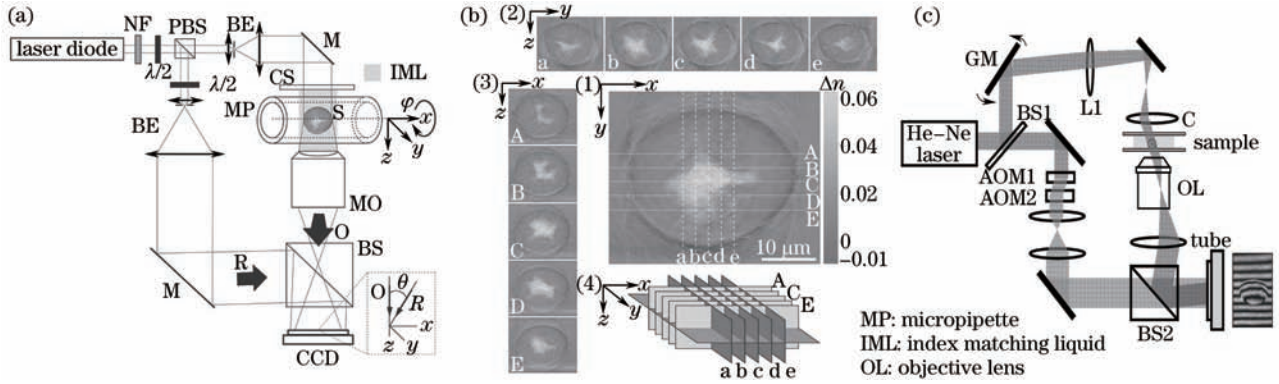 (a)
laser diode
NF
PBS
BE
M
λ/2
λ/2
CS
IML
MP
S
φ
x
y
z
BE
MO
O
BS
R
M
CCD
O
θ
R
x
y
z
(b)
(2)
y
z
a b c d e
(3)
x
z
A
B
C
D
E
(1)
x
y
Δn
0.06
0.04
0.02
0
−0.01
A
B
C
D
E
a b c d e
10 μm
(4)
x
y
z
A
C
E
a b c d e
(c)
GM
L1
BS1
He–Ne
laser
C
sample
AOM1
AOM2
OL
tube
BS2
MP: micropipette
IML: index matching liquid
OL: objective lens